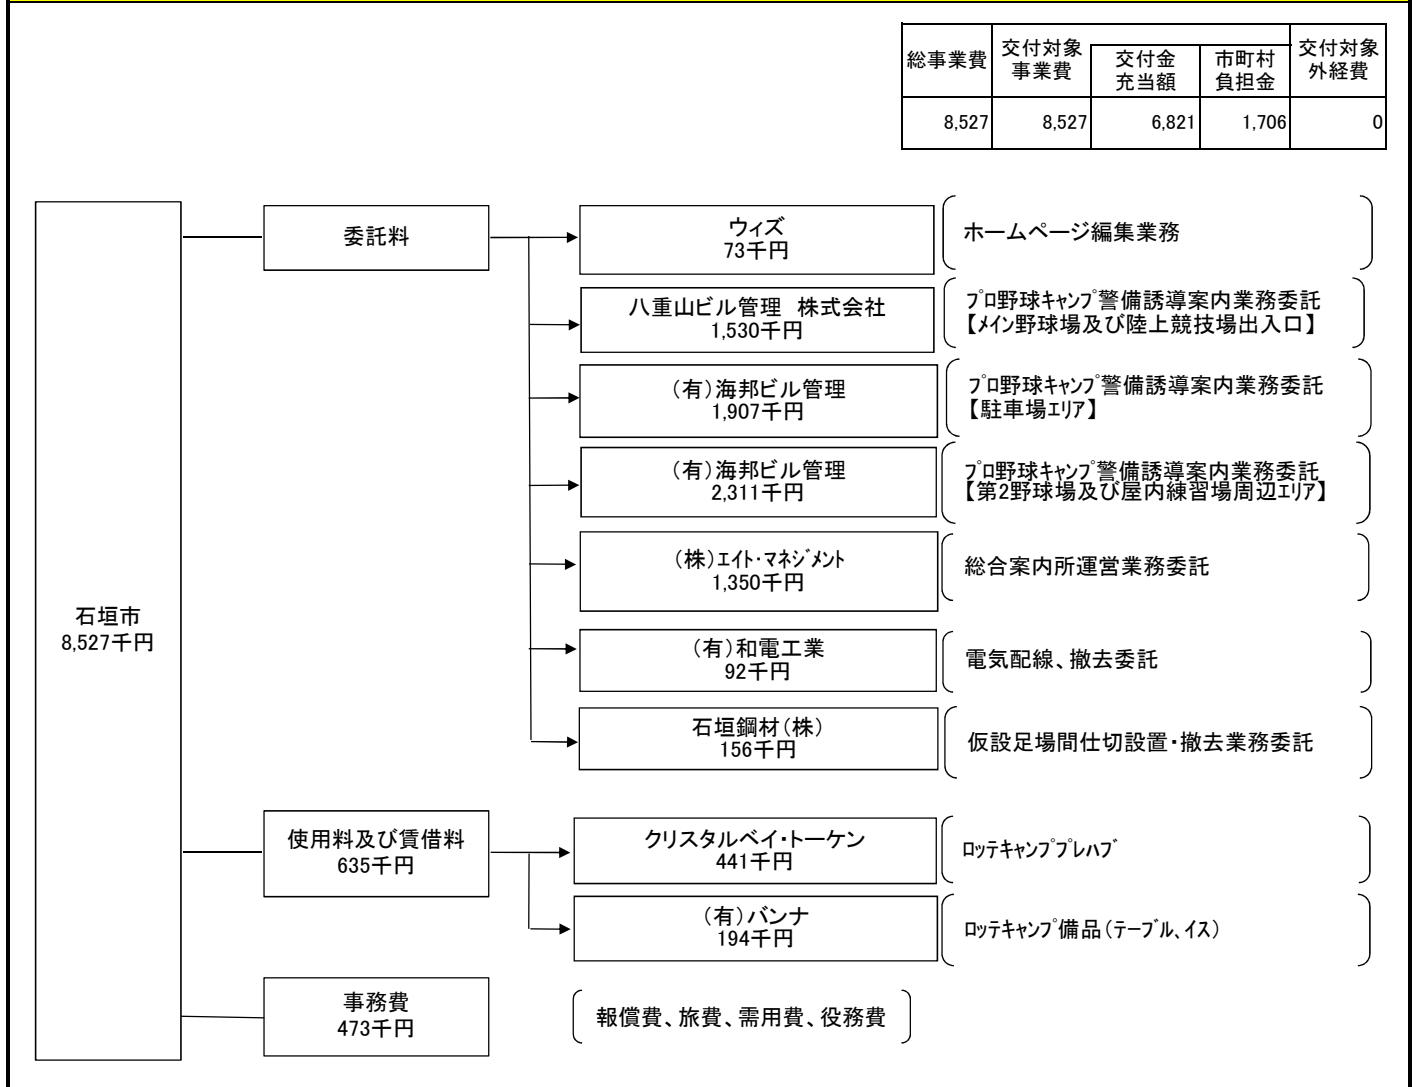 総事業費
交付対象
事業費
交付金
充当額
市町村
負担金
交付対象
外経費
8,527
8,527
6,821
1,706
0
石垣市
8,527千円
委託料
ウィズ
73千円
ホームページ編集業務
八重山ビル管理　株式会社
1,530千円
ﾌﾟﾛ野球ｷｬﾝﾌﾟ警備誘導案内業務委託
【ﾒｲﾝ野球場及び陸上競技場出入口】
（有）海邦ビル管理
1,907千円
ﾌﾟﾛ野球ｷｬﾝﾌﾟ警備誘導案内業務委託
【駐車場ｴﾘｱ】
（有）海邦ビル管理
2,311千円
ﾌﾟﾛ野球ｷｬﾝﾌﾟ警備誘導案内業務委託
【第2野球場及び屋内練習場周辺ｴﾘｱ】
（株）ｴｲﾄ･ﾏﾈｼﾞﾒﾝﾄ
1,350千円
総合案内所運営業務委託
（有）和電工業
92千円
電気配線、撤去委託
石垣鋼材（株）
156千円
仮設足場間仕切設置・撤去業務委託
使用料及び賃借料
635千円
クリスタルベイ・トーケン
441千円
ﾛｯﾃｷｬﾝﾌﾟﾌﾟﾚﾊﾌﾞ
（有）バンナ
194千円
ﾛｯﾃｷｬﾝﾌﾟ備品（ﾃｰﾌﾞﾙ、ｲｽ）
事務費
473千円
報償費、旅費、需用費、役務費